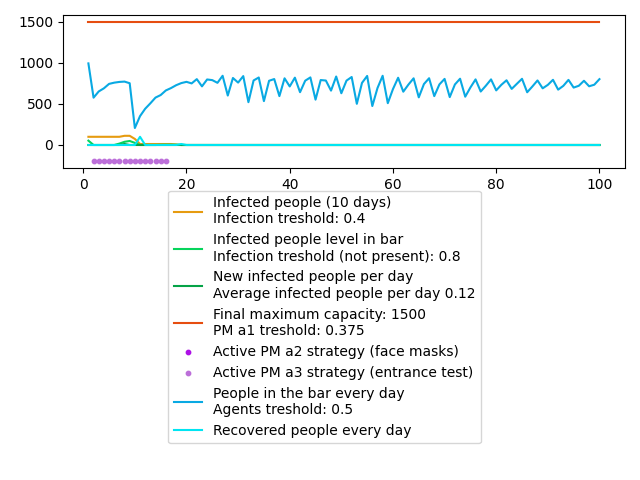 1500
1000
500
0
0
20
40
60
80
100
Infected people (10 days)
Infection treshold: 0.4
Infected people level in bar
Infection treshold (not present): 0.8
New infected people per day
Average infected people per day 0.12
Final maximum capacity: 1500
PM a1 treshold: 0.375
Active PM a2 strategy (face masks)
Active PM a3 strategy (entrance test)
People in the bar every day
Agents treshold: 0.5
Recovered people every day